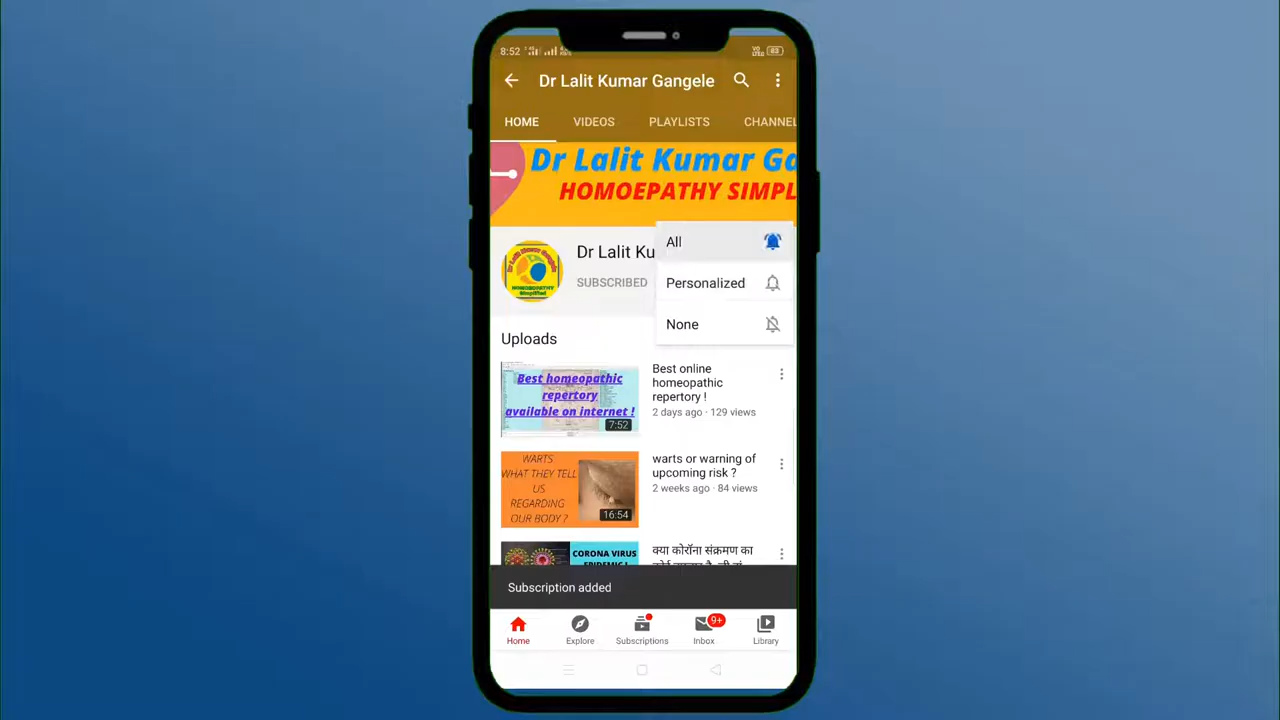 8:52
Dr Lalit Kumar Gangele
HOME VIDEOS PLAYLISTS CHANNEL
Dr Lalit Kumar Ga
HOMOEPATHY SIMPL
All
Dr Lalit Ku
Personalized
SUBSCRIBED
None
Uploads
Best homeopathic
repertory
available on internet !
7:52
Best online
homeopathic
repertory !
2 days ago · 129 views
WARTS
WHAT THEY TELL
US
REGARDING
OUR BODY ?
16:54
warts or warning of
upcoming risk ?
2 weeks ago · 84 views
CORONA VIRUS
क्या कोरॉना संक्रमण का
Subscription added
9+
Home Explore Subscriptions Inbox Library